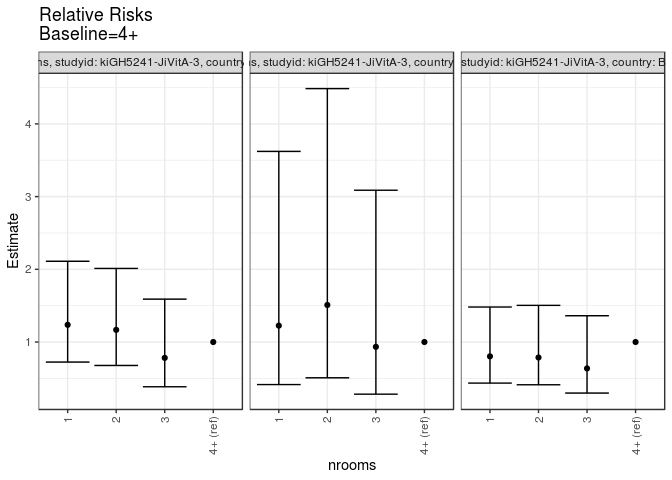 Relative Risks
Baseline=4+
ns, studyid: kiGH5241-JiVitA-3, country
ns, studyid: kiGH5241-JiVitA-3, country
studyid: kiGH5241-JiVitA-3, country: B
Estimate
4
3
2
1
1
2
3
4+ (ref)
1
2
3
4+ (ref)
1
2
3
4+ (ref)
nrooms